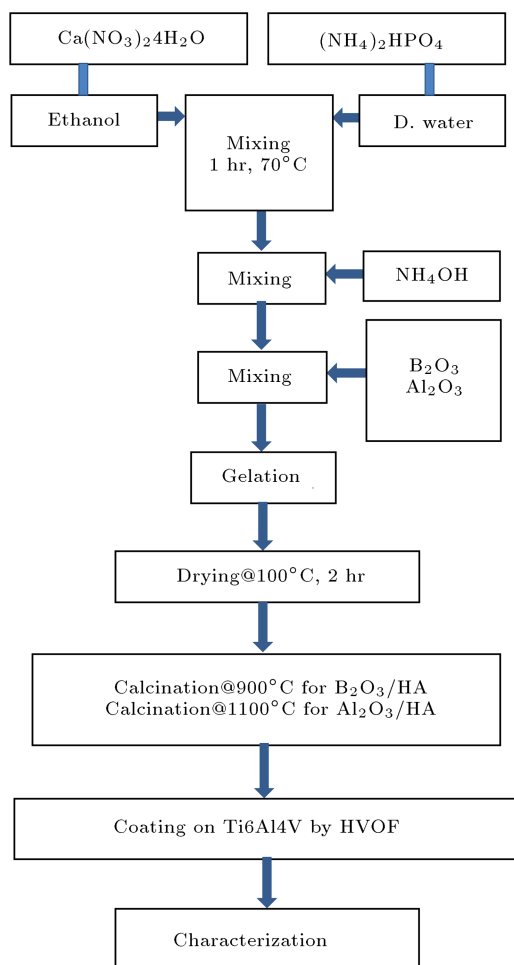 Ca(NO₃)₂4H₂O
(NH₄)₂HPO₄
Ethanol
D. water
Mixing
1 hr, 70°C
Mixing
NH₄OH
Mixing
B₂O₃
Al₂O₃
Gelation
Drying@100°C, 2 hr
Calcination@900°C for B₂O₃/HA
Calcination@1100°C for Al₂O₃/HA
Coating on Ti6Al4V by HVOF
Characterization